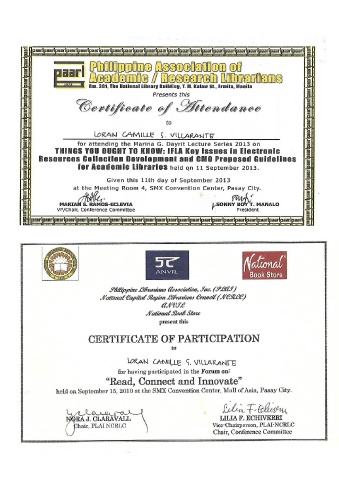 paarl
Philippine Association of
Academic / Research Librarians
Rm. 301, The National Library Building, T. M. Kalaw St., Ermita, Manila
Presents this
Certificate of Attendance
to
LORAN CAMILLE S. VILLARANTE
for attending the Marina G. Dayrit Lecture Series 2013 on
THINGS YOU OUGHT TO KNOW: IFLA Key Issues in Electronic
Resources Collection Development and CMO Proposed Guidelines
for Academic Libraries held on 11 September 2013.
Given this 11th day of September 2013
at the Meeting Room 4, SMX Convention Center, Pasay City.
MARIAN S. RAMOS-ECLEVIA
VP/Chair, Conference Committee
SONNY BOY T. MANALO
President
ANVIL
National
Book Store
Philippine Librarians Association, Inc. (PLAI)
National Capital Region Librarians Council (NCRLC)
ANVIL
National Book Store
present this
CERTIFICATE OF PARTICIPATION
to
LORAN CAMILLE S. VILLARANTE
for having participated in the Forum on:
"Read, Connect and Innovate"
held on September 15, 2010 at the SMX Convention Center, Mall of Asia, Pasay City.
NORA J. CLARAVALL
Chair, PLAI-NCRLC
LILIA F. ECHIVERRI
Vice Chairperson, PLAI-NCRLC
Chair, Conference Committee